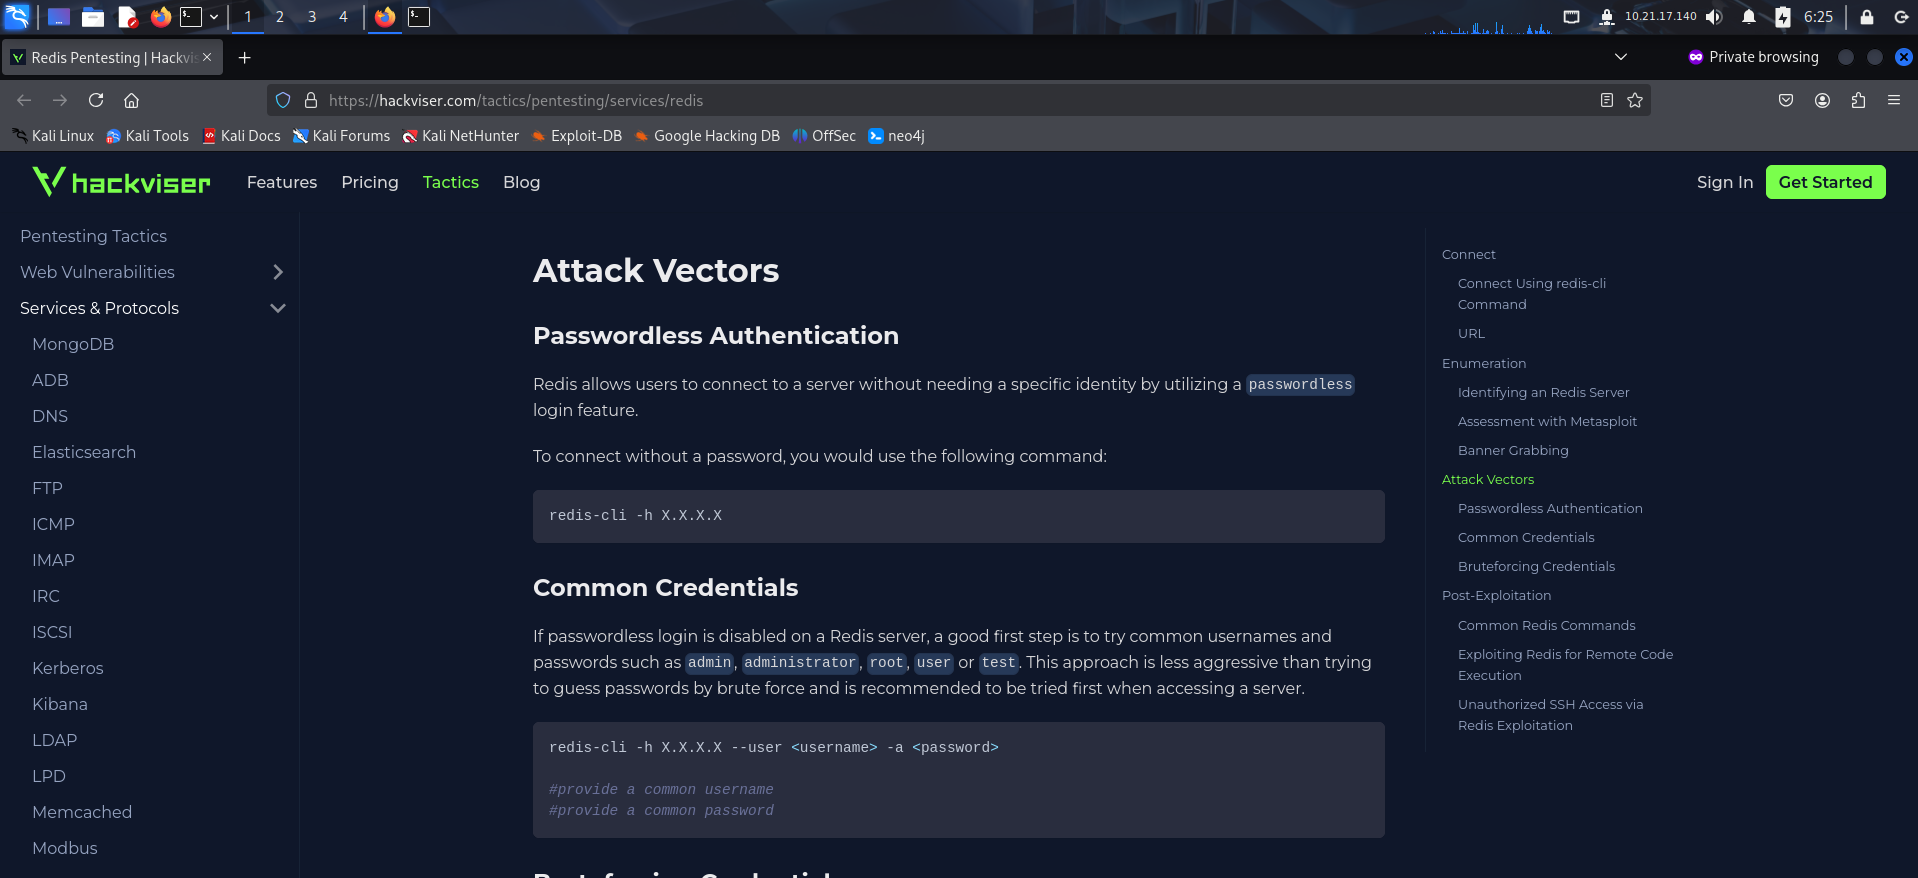 1 2 3 4 10.21.17.140 6:25
Redis Pentesting | Hackvis Private browsing
https://hackviser.com/tactics/pentesting/services/redis
Kali Linux Kali Tools Kali Docs Kali Forums Kali NetHunter Exploit-DB Google Hacking DB OffSec neo4j
hackviser Features Pricing Tactics Blog Sign In Get Started
Pentesting Tactics
Web Vulnerabilities
Services & Protocols
MongoDB
ADB
DNS
Elasticsearch
FTP
ICMP
IMAP
IRC
ISCSI
Kerberos
Kibana
LDAP
LPD
Memcached
Modbus
Attack Vectors
Passwordless Authentication
Redis allows users to connect to a server without needing a specific identity by utilizing a passwordless
login feature.
To connect without a password, you would use the following command:
redis-cli -h X.X.X.X
Common Credentials
If passwordless login is disabled on a Redis server, a good first step is to try common usernames and
passwords such as admin, administrator, root, user or test. This approach is less aggressive than trying
to guess passwords by brute force and is recommended to be tried first when accessing a server.
redis-cli -h X.X.X.X --user <username> -a <password>
#provide a common username
#provide a common password
Connect
Connect Using redis-cli
Command
URL
Enumeration
Identifying an Redis Server
Assessment with Metasploit
Banner Grabbing
Attack Vectors
Passwordless Authentication
Common Credentials
Bruteforcing Credentials
Post-Exploitation
Common Redis Commands
Exploiting Redis for Remote Code
Execution
Unauthorized SSH Access via
Redis Exploitation